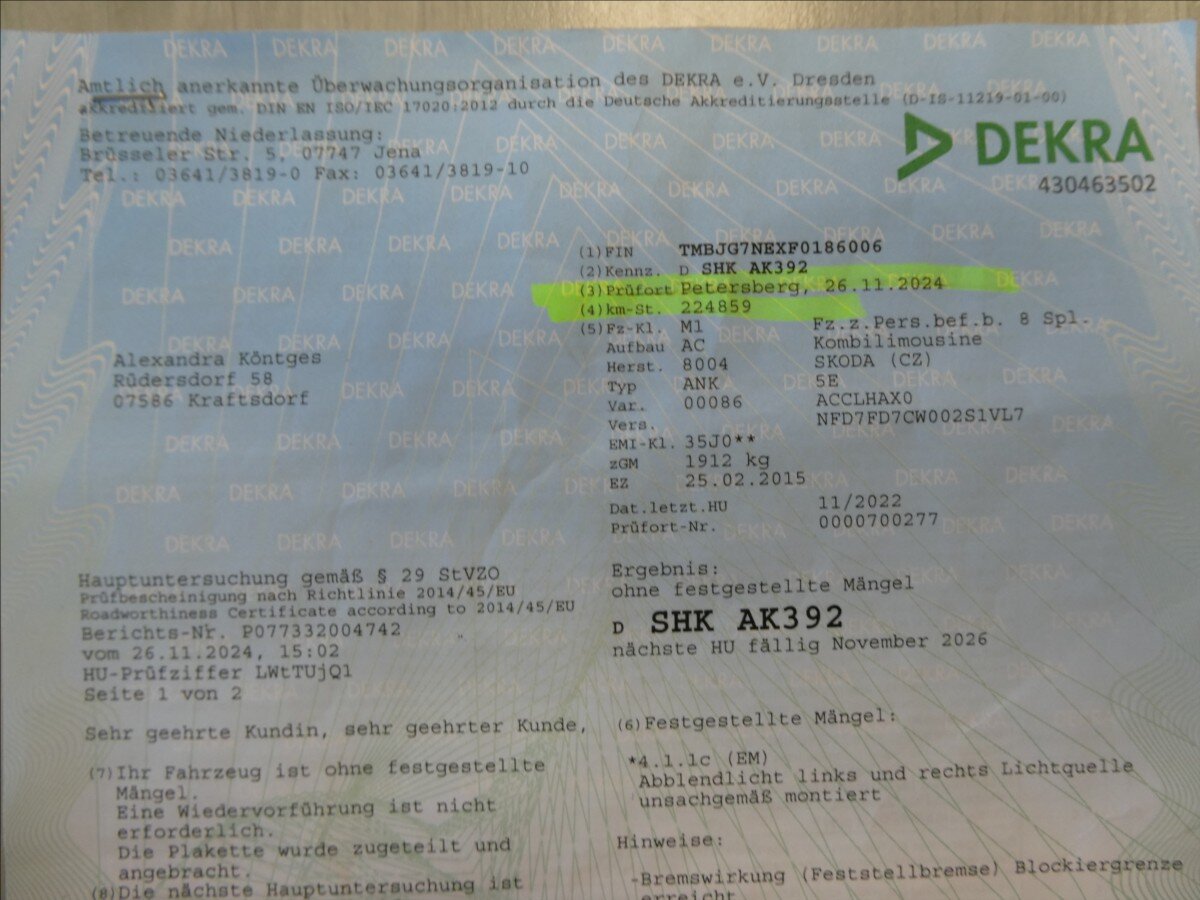 Amtlich anerkannte Überwachungsorganisation des DEKRA e.V. Dresden
akkreditiert gem. DIN EN ISO/IEC 17020:2012 durch die Deutsche Akkreditierungsstelle (D-IS-11219-01-00)
Betreuende Niederlassung:
Brüsseler Str. 5, 07747 Jena
Tel.: 03641/3819-0 Fax: 03641/3819-10
DEKRA
430463502
(1) FIN TMBJG7NEXF0186006
(2) Kennz. D SHK AK392
(3) Prüfort Petersberg, 26.11.2024
(4) km-St. 224859
(5) Fz-Kl. M1 Fz.z.Pers.bef.b. 8 Spl.
Aufbau AC Kombilimousine
Herst. 8004 SKODA (CZ)
Typ ANK 5E
Var. 00086 ACCLHAX0
Vers. NFD7FD7CW002S1VL7
EMI-Kl. 35J0**
zGM 1912 kg
EZ 25.02.2015
Dat.letzt.HU 11/2022
Prüfort-Nr. 0000700277
Alexandra Köntges
Rüdersdorf 58
07586 Kraftsdorf
Hauptuntersuchung gemäß § 29 StVZO
Prüfbescheinigung nach Richtlinie 2014/45/EU
Roadworthiness Certificate according to 2014/45/EU
Berichts-Nr. P077332004742
vom 26.11.2024, 15:02
HU-Prüfziffer LWtTUjQ1
Seite 1 von 2
Ergebnis:
ohne festgestellte Mängel
D SHK AK392
nächste HU fällig November 2026
Sehr geehrte Kundin, sehr geehrter Kunde,
(7) Ihr Fahrzeug ist ohne festgestellte
Mängel.
Eine Wiedervorführung ist nicht
erforderlich.
Die Plakette wurde zugeteilt und
angebracht.
(8) Die nächste Hauptuntersuchung ist
(6) Festgestellte Mängel:
*4.1.1c (EM)
Abblendlicht links und rechts Lichtquelle
unsachgemäß montiert
Hinweise:
-Bremswirkung (Feststellbremse) Blockiergrenze
erreicht